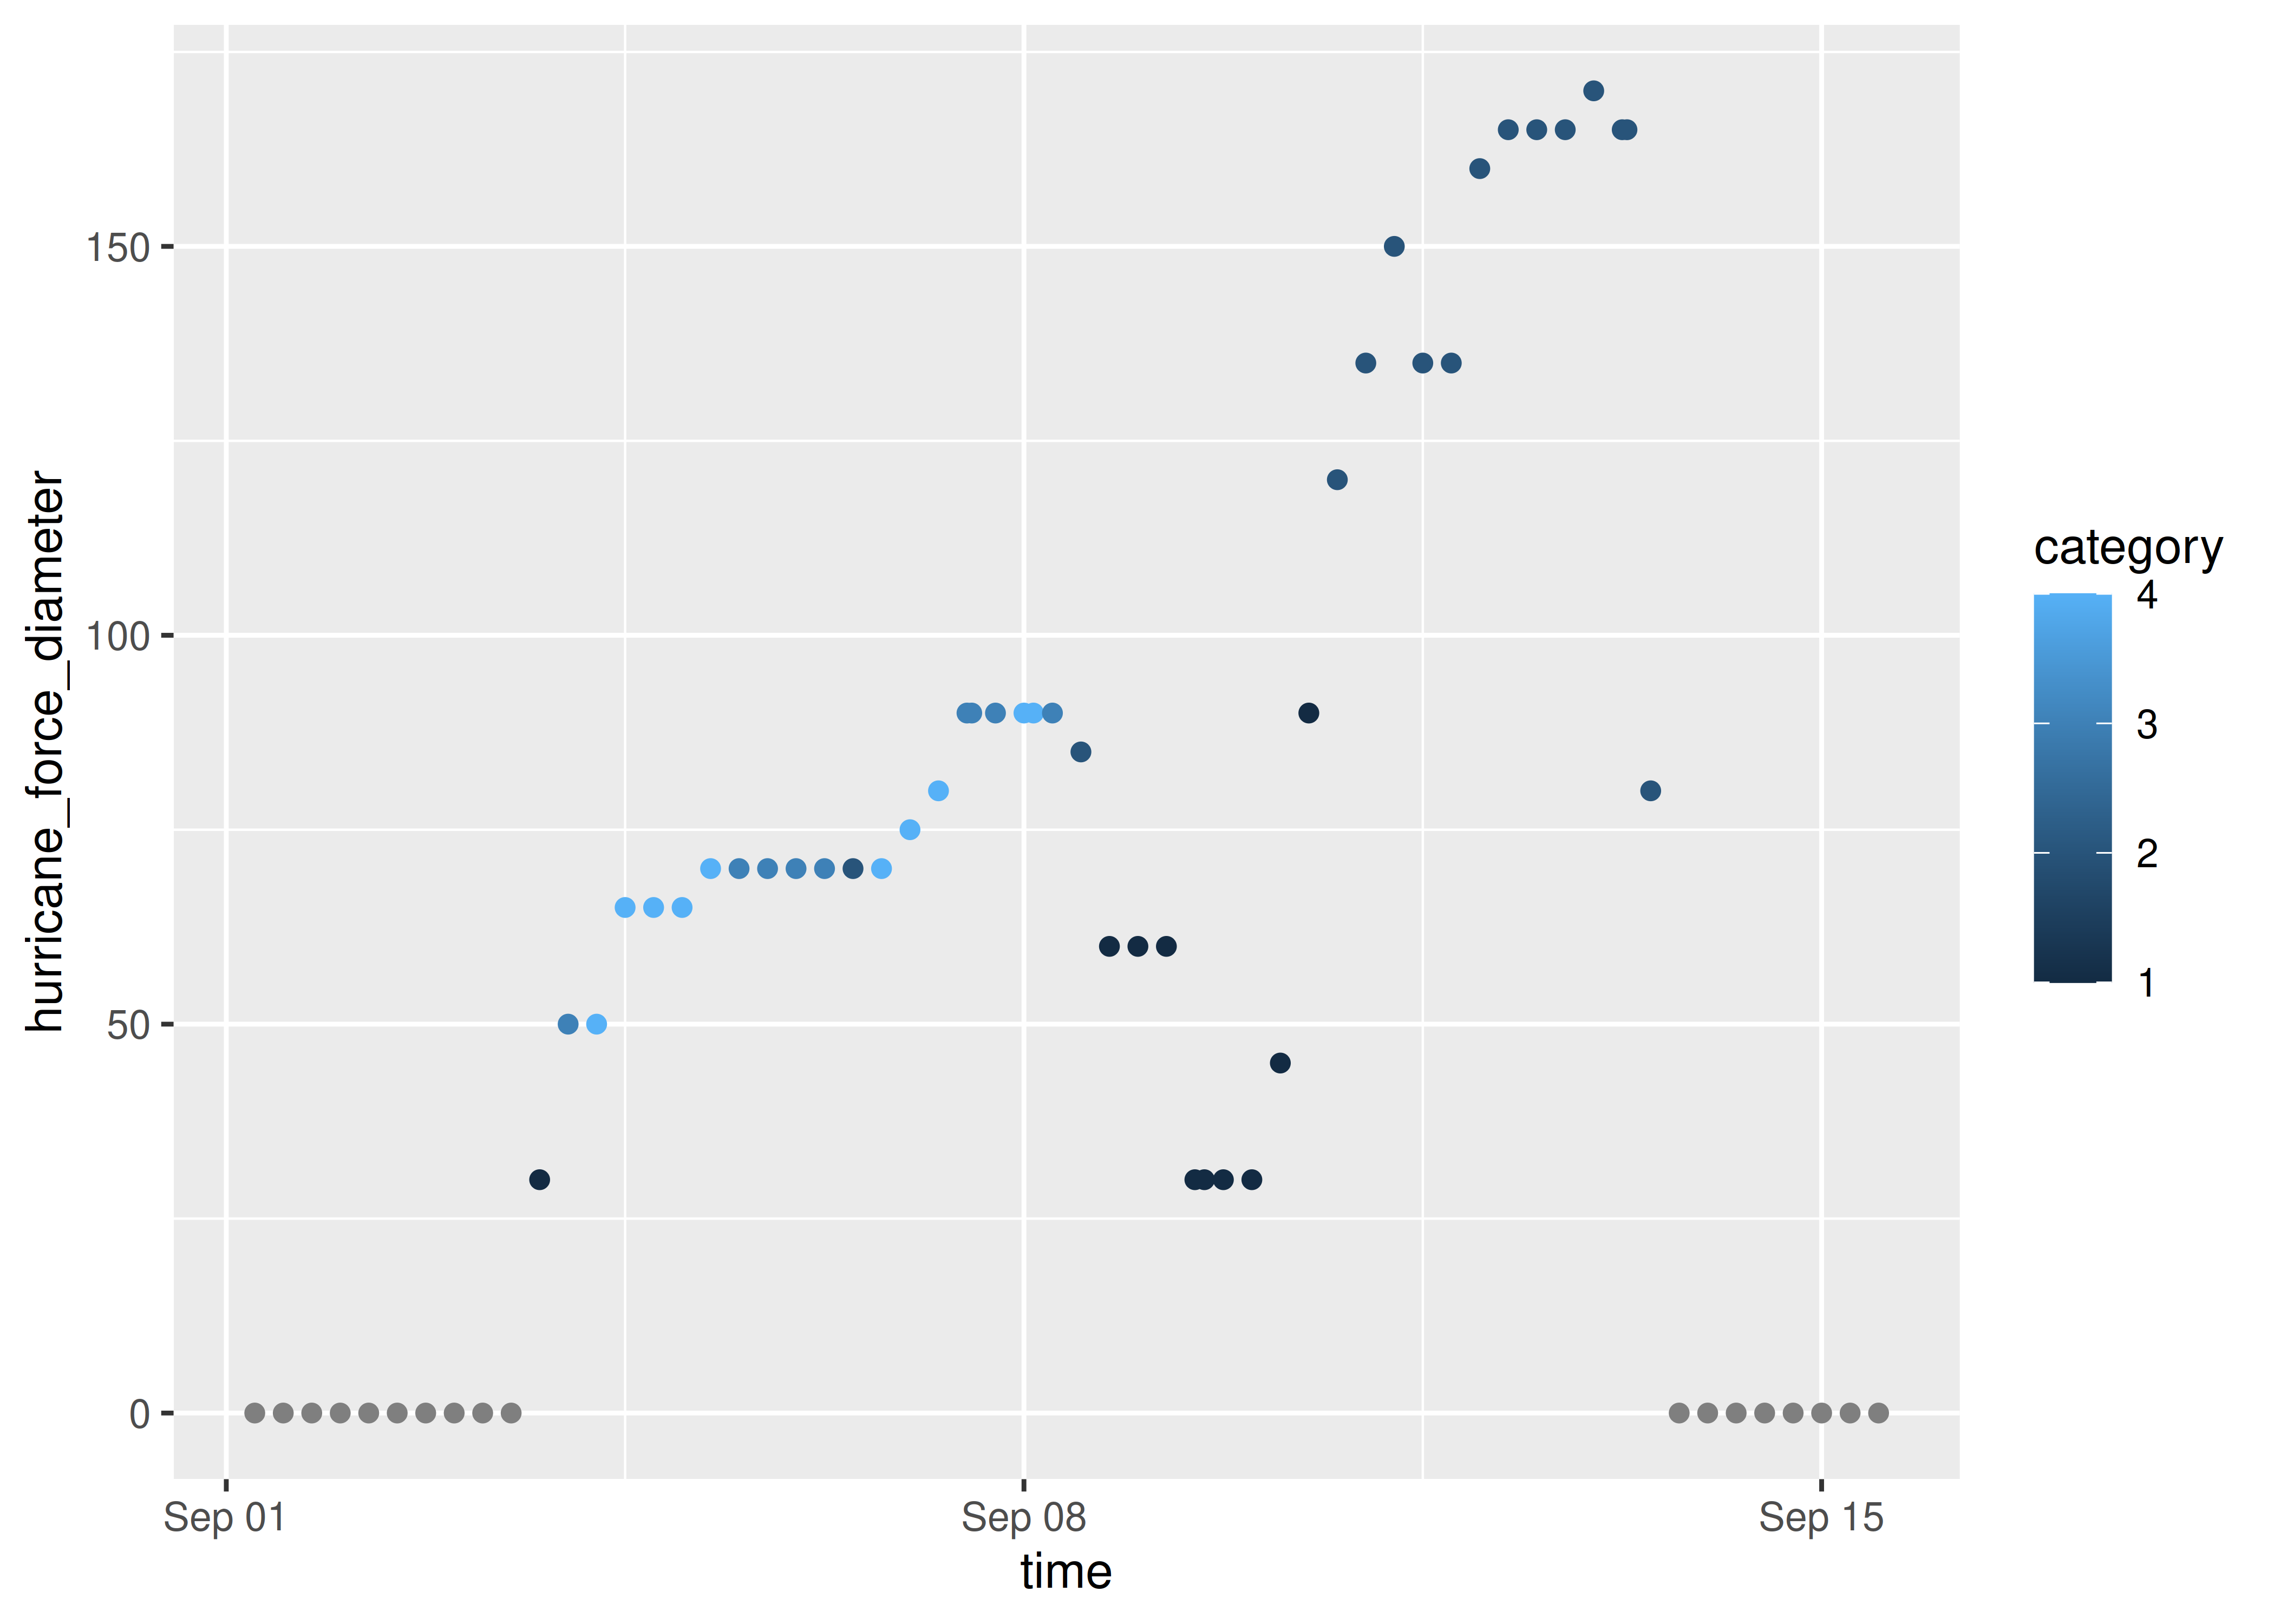 hurricane_force_diameter
150
100
50
0
Sep 01
Sep 08
Sep 15
time
category
4
3
2
1